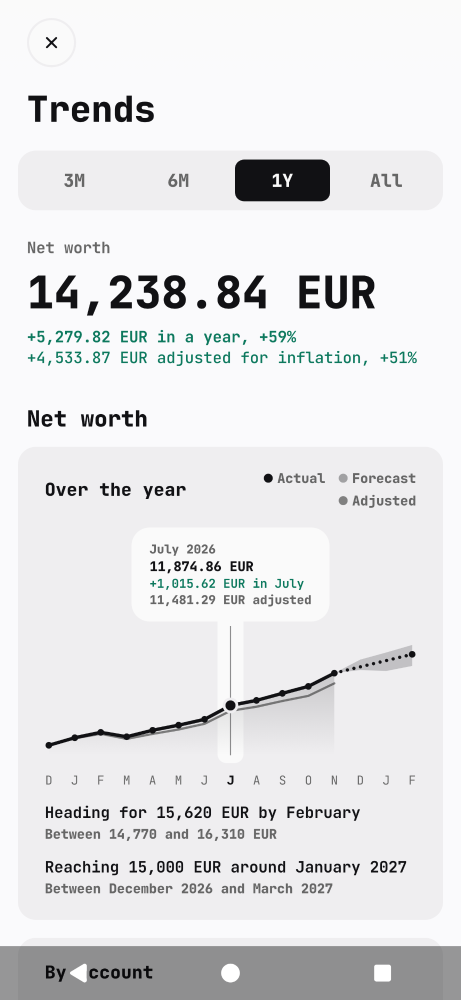 Trends
3M 6M 1Y All
Net worth
14,238.84 EUR
+5,279.82 EUR in a year, +59%
+4,533.87 EUR adjusted for inflation, +51%
Net worth
Over the year
Actual Forecast
Adjusted
July 2026
11,874.86 EUR
+1,015.62 EUR in July
11,481.29 EUR adjusted
D J F M A M J J A S O N D J F
Heading for 15,620 EUR by February
Between 14,770 and 16,310 EUR
Reaching 15,000 EUR around January 2027
Between December 2026 and March 2027
By ccount